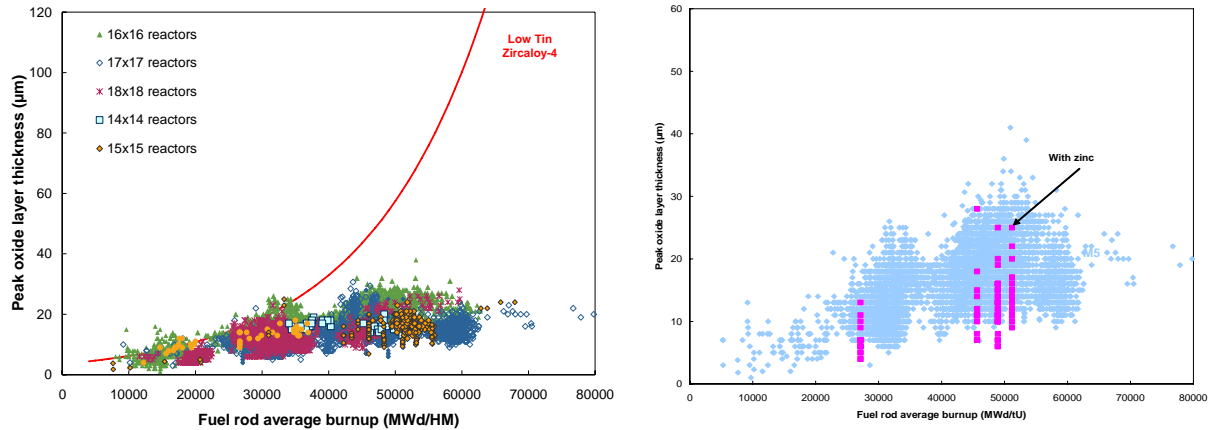 120
100
80
60
40
20
0
Peak oxide layer thickness (µm)
16x16 reactors
17x17 reactors
18x18 reactors
14x14 reactors
15x15 reactors
Low Tin
Zircaloy-4
0 10000 20000 30000 40000 50000 60000 70000 80000
Fuel rod average burnup (MWd/HM)
60
50
40
30
20
10
0
Peak oxide layer thickness (µm)
With zinc
M5
0 10000 20000 30000 40000 50000 60000 70000 80000
Fuel rod average burnup (MWd/tU)